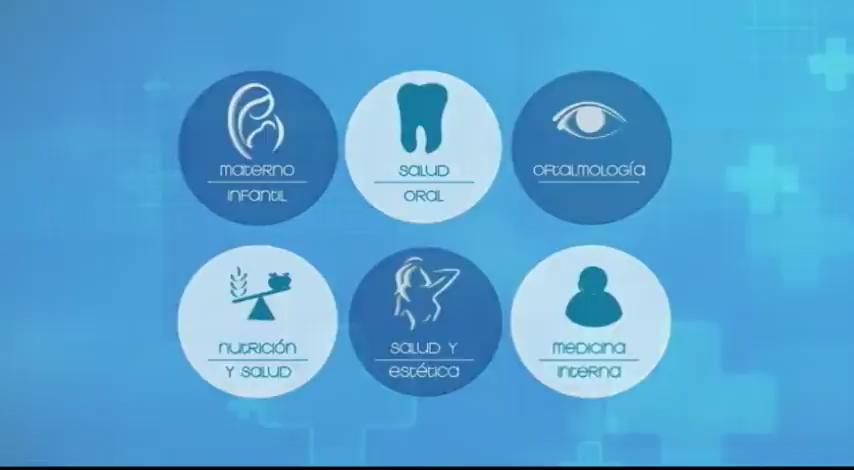 Materno
Infantil
Salud
Oral
Oftalmología
Nutrición
y Salud
Salud y
Estética
Medicina
Interna